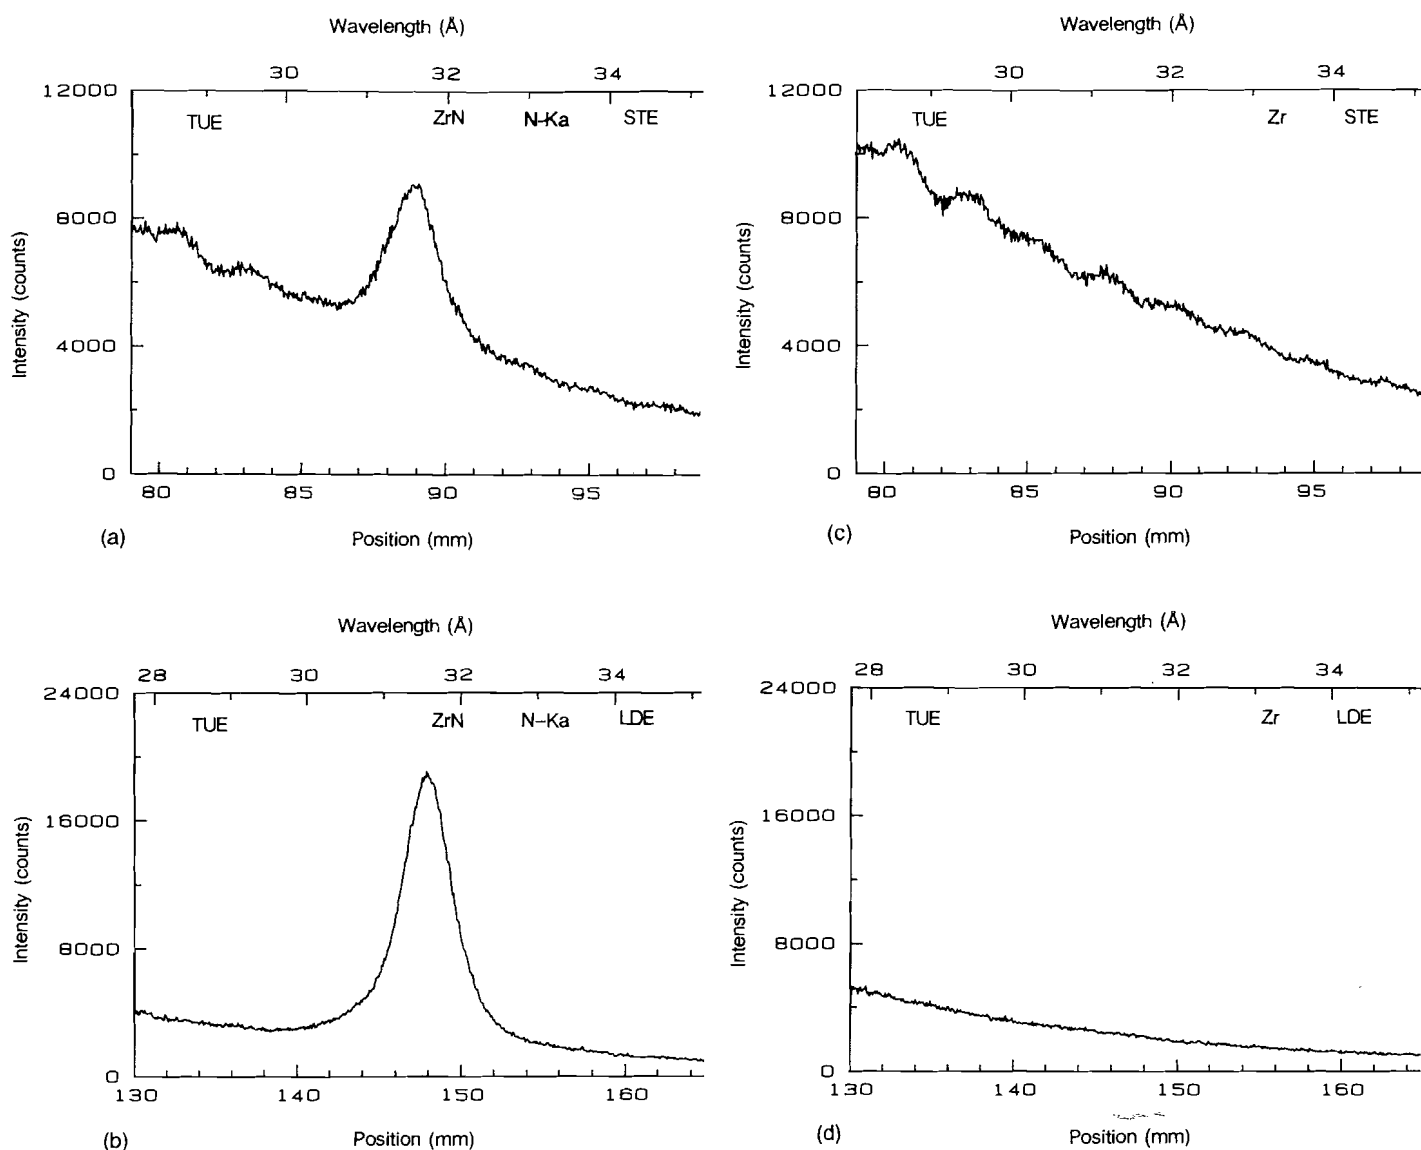 Wavelength (Å)
30 32 34
12000
TUE ZrN N-Ka STE
8000
4000
0
Intensity (counts)
80 85 90 95
(a) Position (mm)
Wavelength (Å)
30 32 34
12000
TUE Zr STE
8000
4000
0
Intensity (counts)
80 85 90 95
(c) Position (mm)
Wavelength (Å)
28 30 32 34
24000
TUE ZrN N-Ka LDE
16000
8000
0
Intensity (counts)
130 140 150 160
(b) Position (mm)
Wavelength (Å)
28 30 32 34
24000
TUE Zr LDE
16000
8000
0
Intensity (counts)
130 140 150 160
(d) Position (mm)